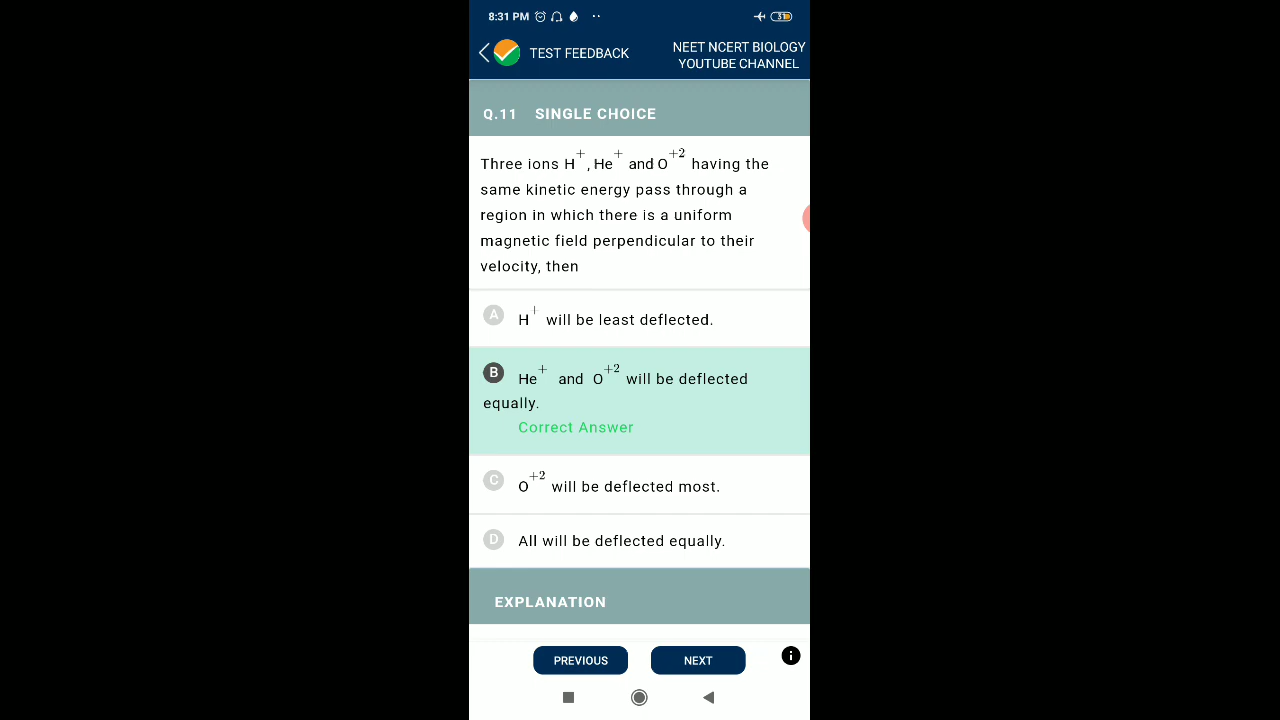 8:31 PM
31
TEST FEEDBACK
NEET NCERT BIOLOGY
YOUTUBE CHANNEL
Q.11 SINGLE CHOICE
Three ions H⁺, He⁺ and O⁺² having the
same kinetic energy pass through a
region in which there is a uniform
magnetic field perpendicular to their
velocity, then
A H⁺ will be least deflected.
B He⁺ and O⁺² will be deflected
equally.
Correct Answer
C O⁺² will be deflected most.
D All will be deflected equally.
EXPLANATION
PREVIOUS NEXT